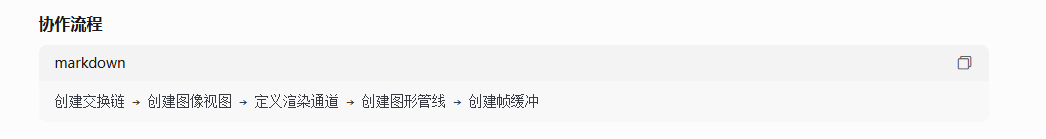 协作流程
markdown
创建交换链 → 创建图像视图 → 定义渲染通道 → 创建图形管线 → 创建帧缓冲